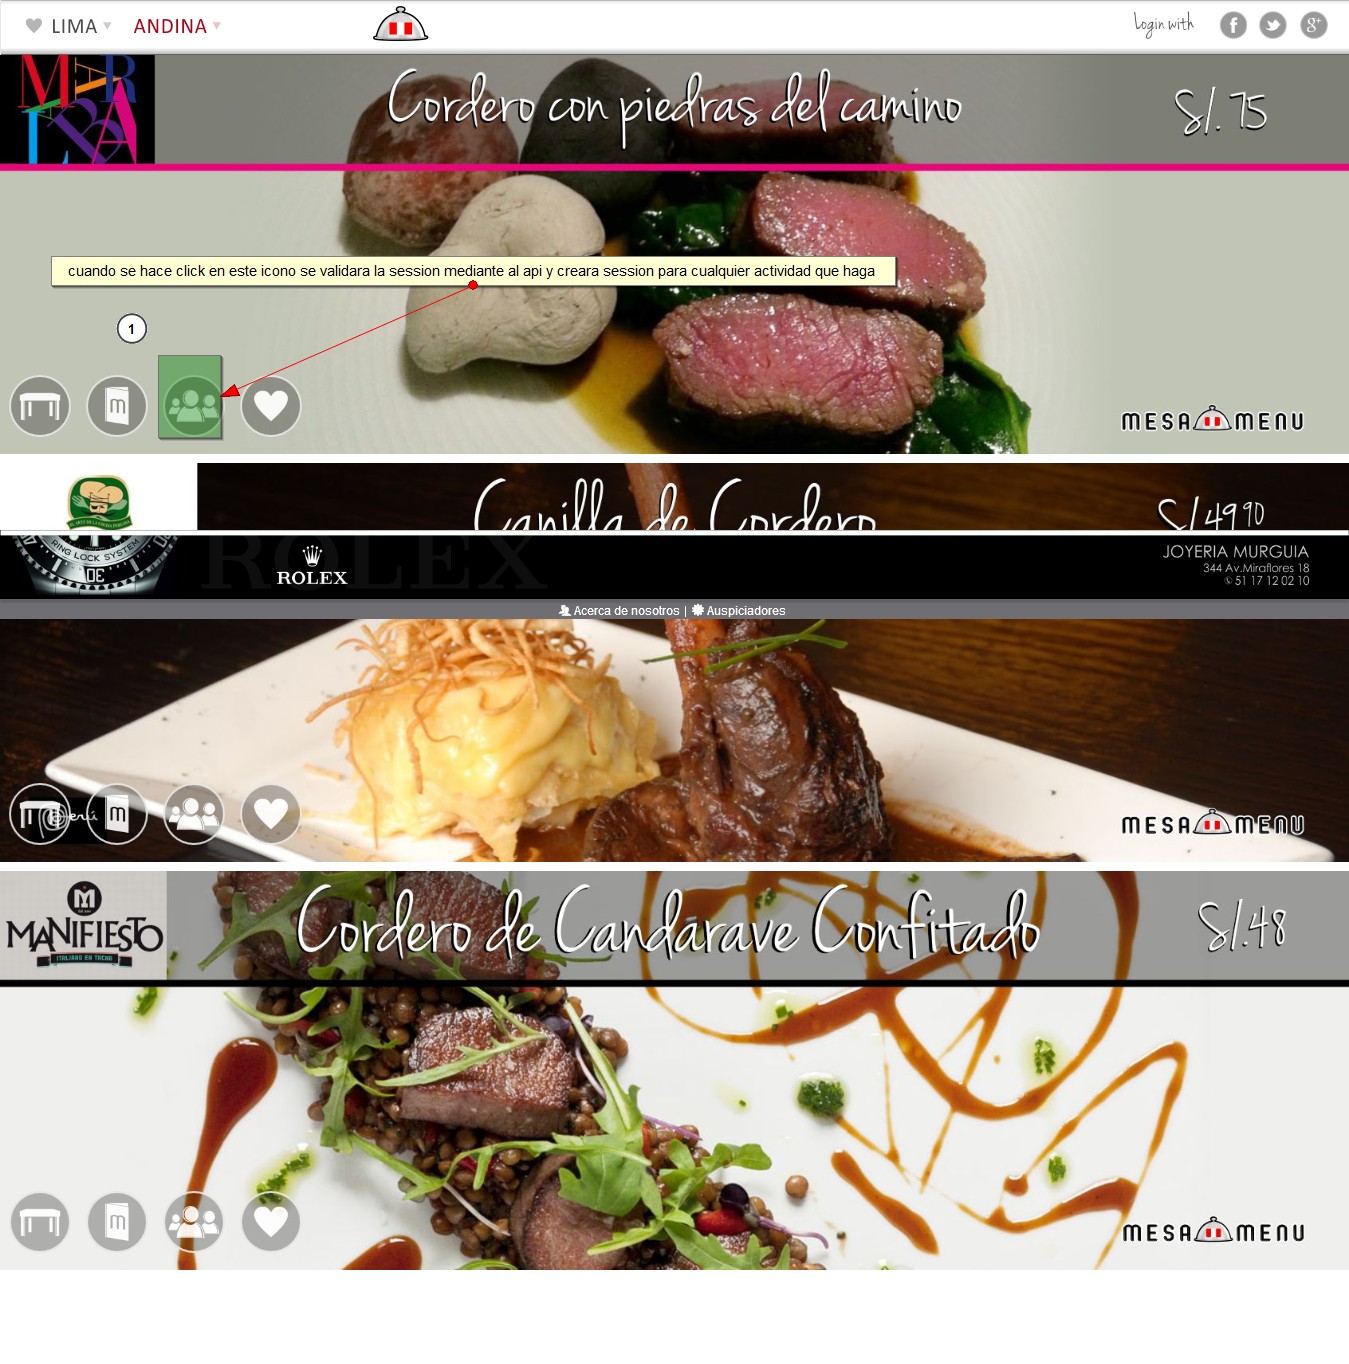 LIMA ANDINA
Login with
MARAS
Cordero con piedras del camino
S/. 75
cuando se hace click en este icono se validara la session mediante al api y creara session para cualquier actividad que haga
1
m
MESA MENU
Canilla de Cordero
S/.49 90
RING LOCK SYSTEM
DE
ROLEX
ROLEX
JOYERIA MURGUIA
344 Av.Miraflores 18
51 17 12 02 10
Acerca de nosotros | Auspiciadores
Perú
m
MESA MENU
M
MANIFIESTO
ITALIANO EN TACNA
Cordero de Candarave Confitado
S/.48
m
MESA MENU